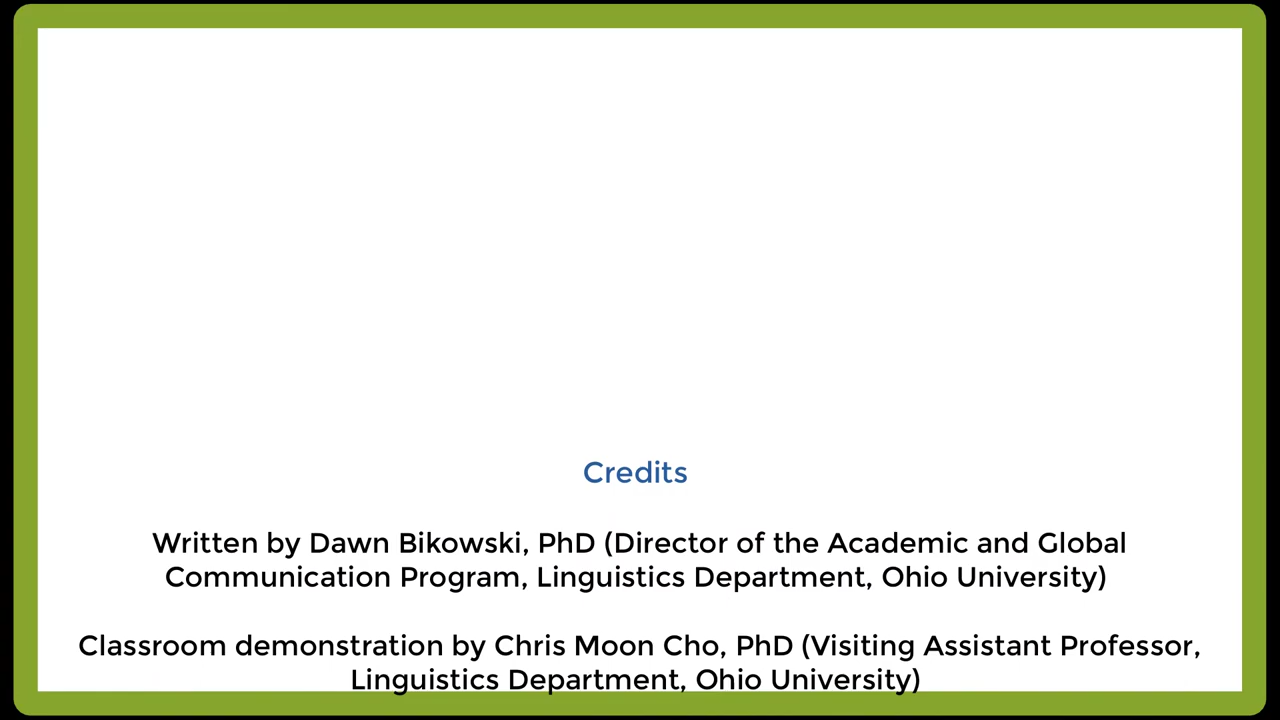 Credits
Written by Dawn Bikowski, PhD (Director of the Academic and Global
Communication Program, Linguistics Department, Ohio University)
Classroom demonstration by Chris Moon Cho, PhD (Visiting Assistant Professor,
Linguistics Department, Ohio University)